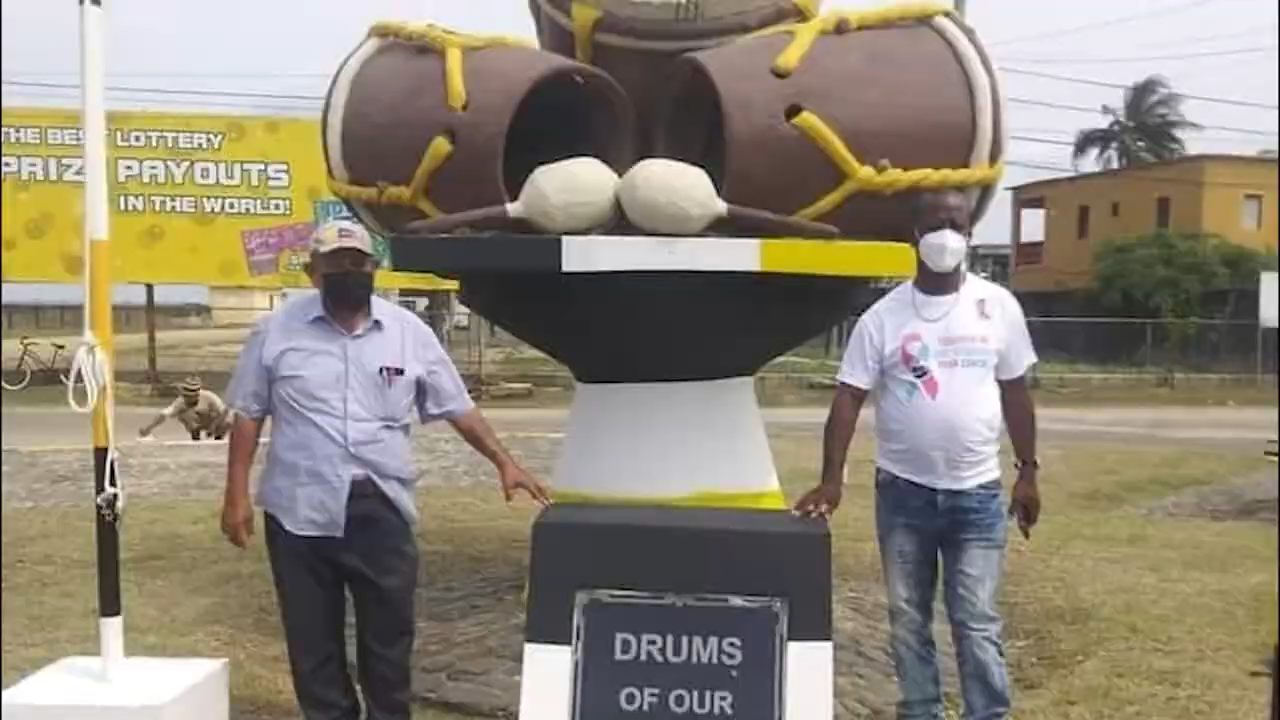 THE BEST LOTTERY
PRIZE PAYOUTS
IN THE WORLD!
DRUMS
OF OUR